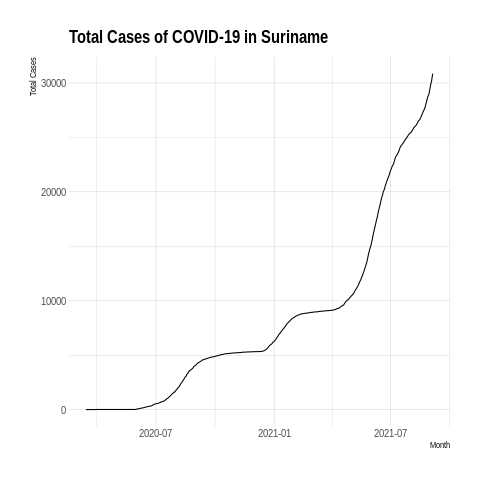 Total Cases of COVID-19 in Suriname
Total Cases
30000
20000
10000
0
2020-07
2021-01
2021-07
Month